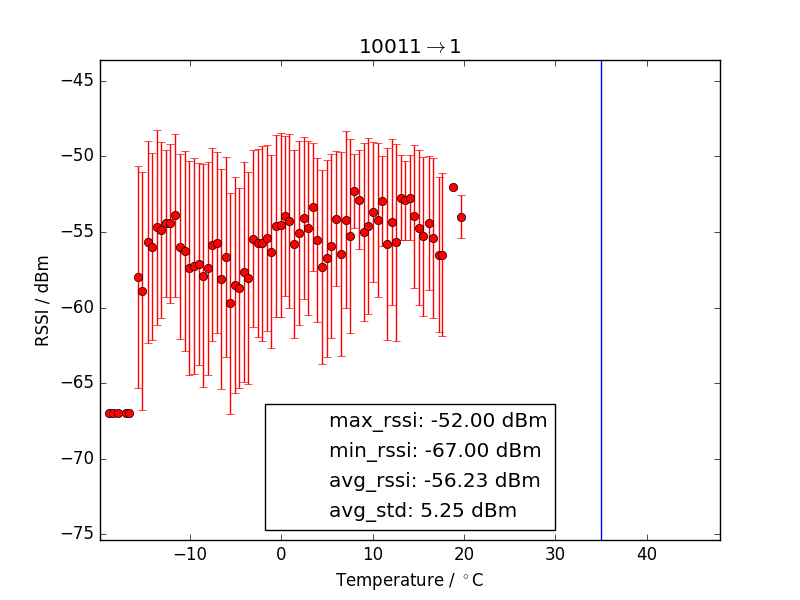 10011→1
−45
−50
−55
−60
−65
−70
−75
RSSI / dBm
max_rssi: -52.00 dBm
min_rssi: -67.00 dBm
avg_rssi: -56.23 dBm
avg_std: 5.25 dBm
−10 0 10 20 30 40
Temperature / °C